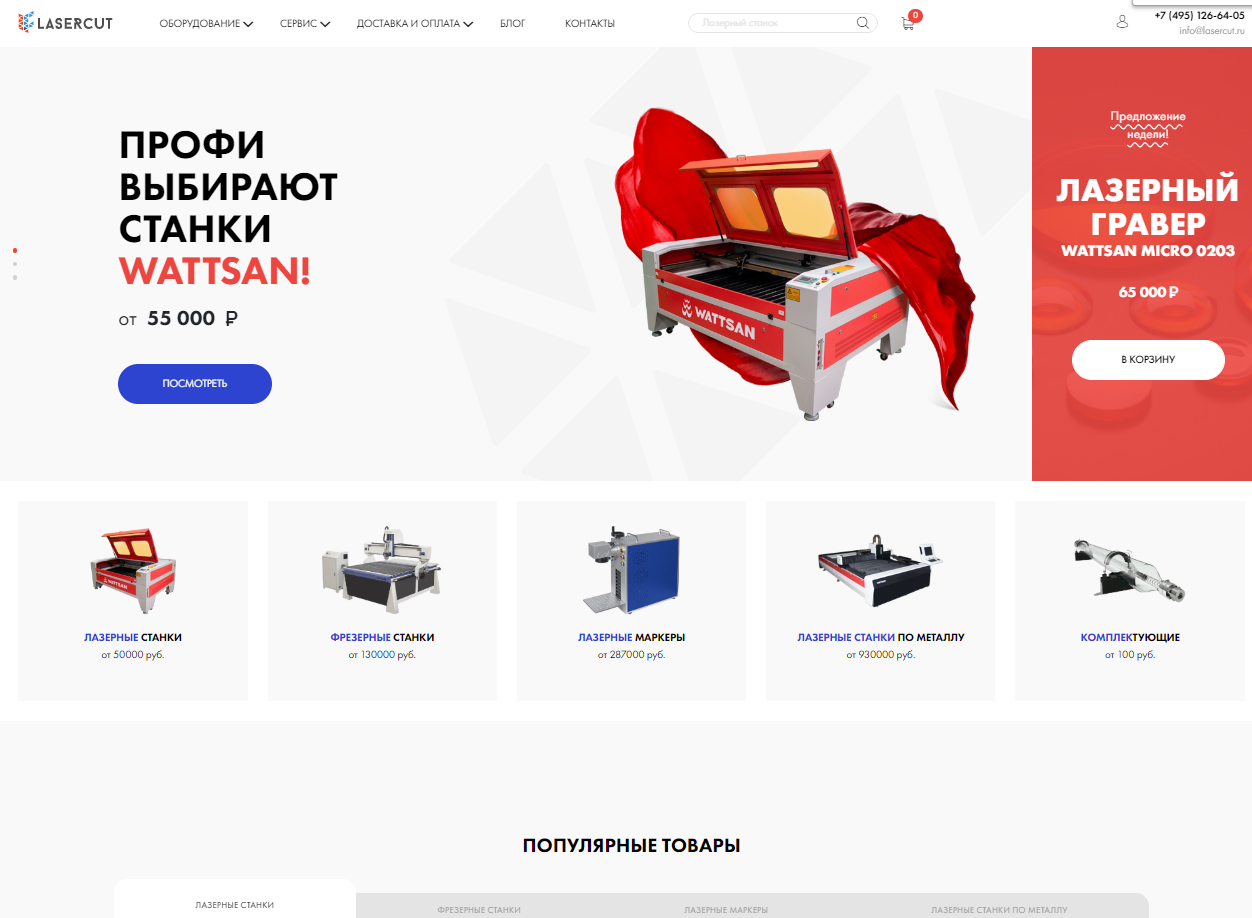 LASERCUT
ОБОРУДОВАНИЕ
СЕРВИС
ДОСТАВКА И ОПЛАТА
БЛОГ
КОНТАКТЫ
Лазерный станок
0
+7 (495) 126-64-05
info@lasercut.ru
ПРОФИ
ВЫБИРАЮТ
СТАНКИ
WATTSAN!
от 55 000 ₽
ПОСМОТРЕТЬ
WATTSAN
Предложение
недели!
ЛАЗЕРНЫЙ
ГРАВЕР
WATTSAN MICRO 0203
65 000 ₽
В КОРЗИНУ
WATTSAN
ЛАЗЕРНЫЕ СТАНКИ
от 50000 руб.
ФРЕЗЕРНЫЕ СТАНКИ
от 130000 руб.
ЛАЗЕРНЫЕ МАРКЕРЫ
от 287000 руб.
ЛАЗЕРНЫЕ СТАНКИ ПО МЕТАЛЛУ
от 930000 руб.
КОМПЛЕКТУЮЩИЕ
от 100 руб.
ПОПУЛЯРНЫЕ ТОВАРЫ
ЛАЗЕРНЫЕ СТАНКИ
ФРЕЗЕРНЫЕ СТАНКИ
ЛАЗЕРНЫЕ МАРКЕРЫ
ЛАЗЕРНЫЕ СТАНКИ ПО МЕТАЛЛУ